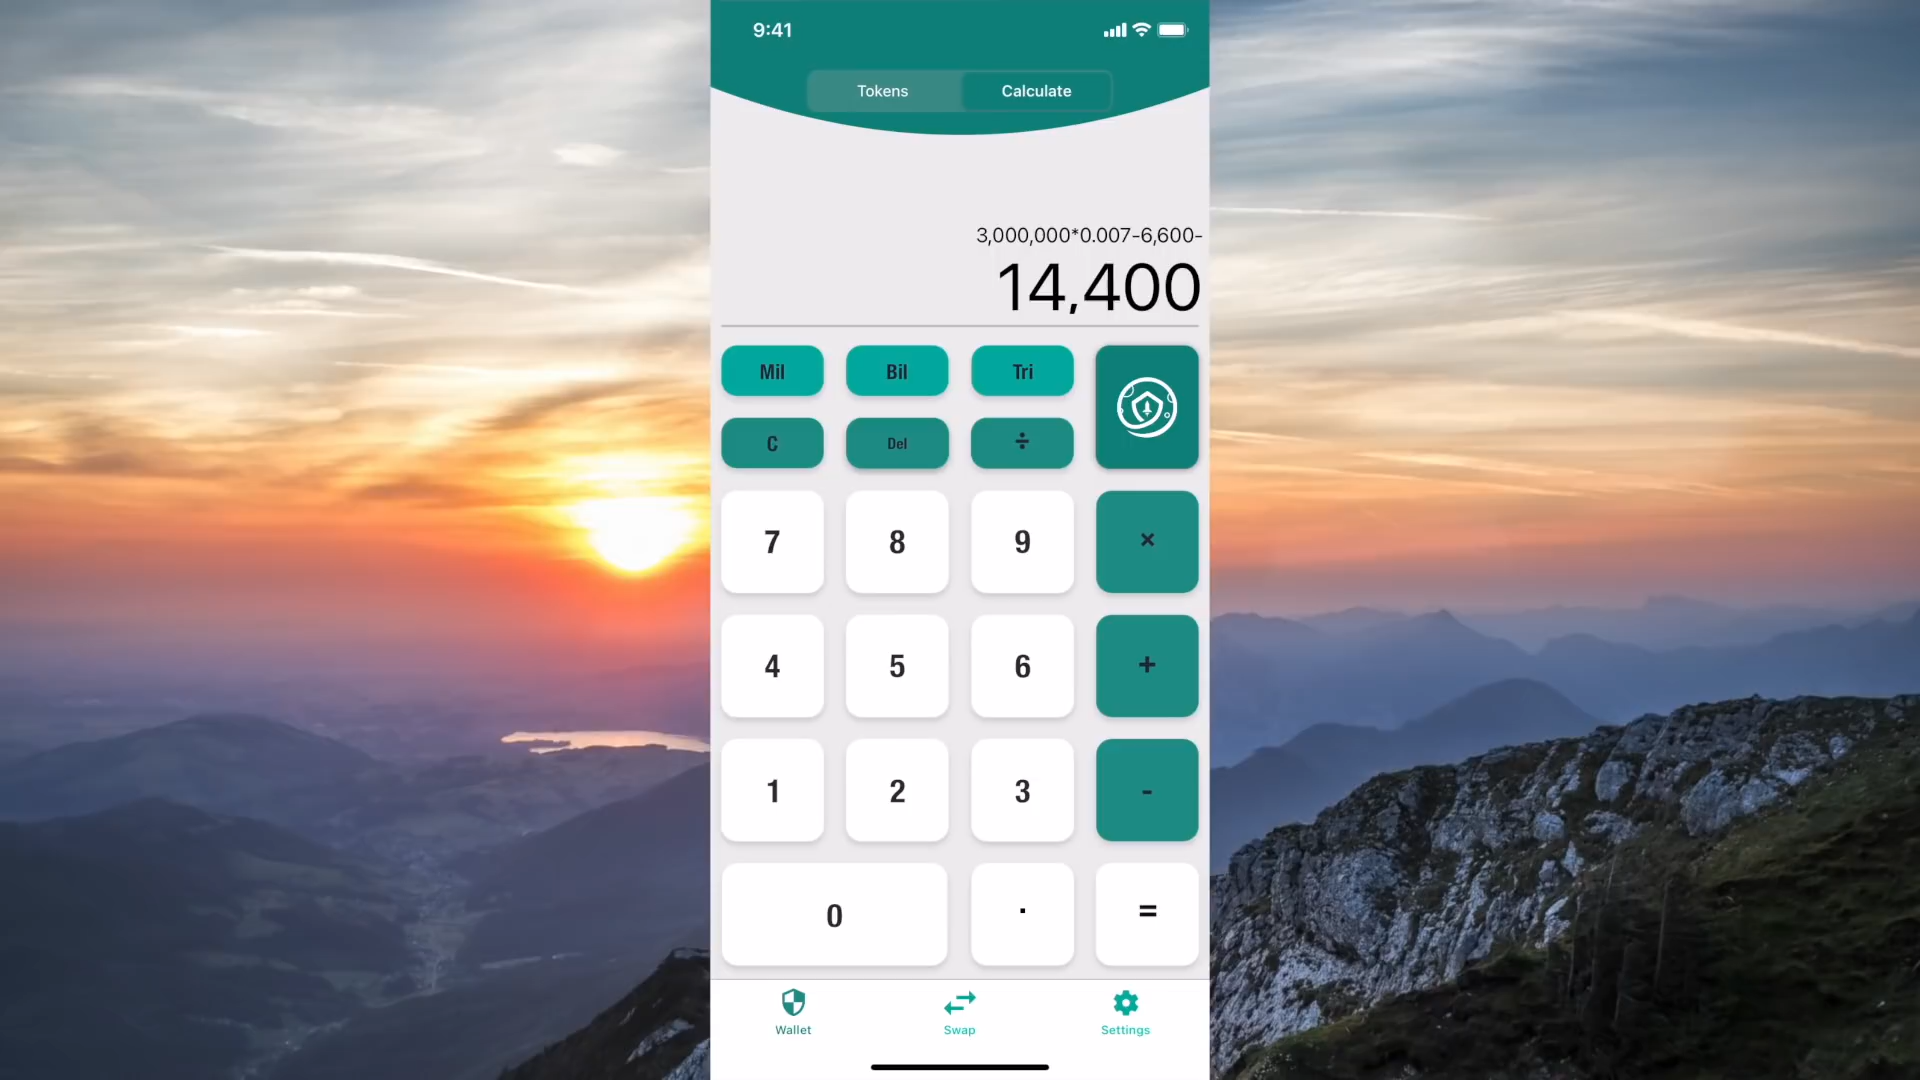 9:41
Tokens Calculate
3,000,000*0.007-6,600-
14,400
Mil Bil Tri
C Del ÷
7 8 9 ×
4 5 6 +
1 2 3 -
0 . =
Wallet Swap Settings